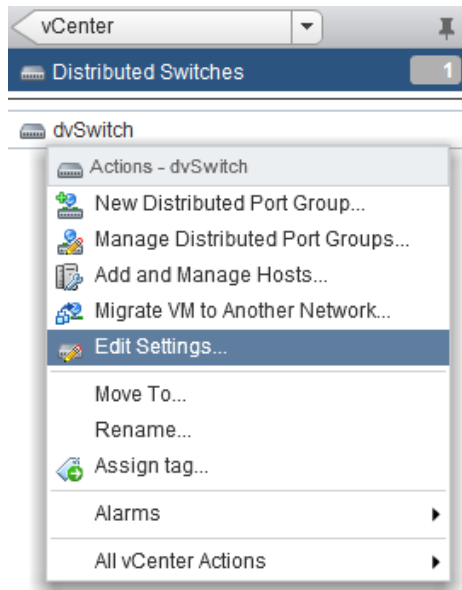 vCenter
Distributed Switches 1
dvSwitch
Actions - dvSwitch
New Distributed Port Group...
Manage Distributed Port Groups...
Add and Manage Hosts...
Migrate VM to Another Network...
Edit Settings...
Move To...
Rename...
Assign tag...
Alarms
All vCenter Actions